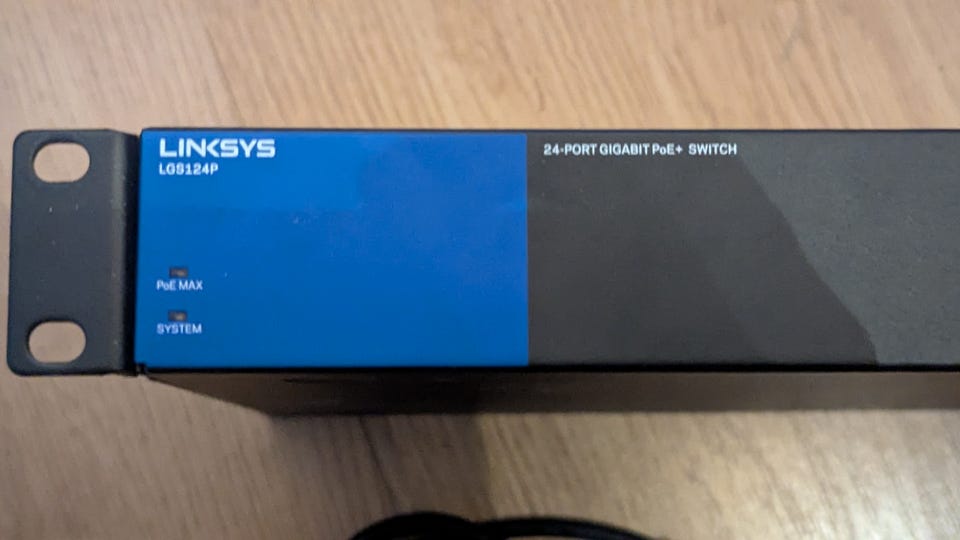 LINKSYS
LGS124P
24-PORT GIGABIT PoE+ SWITCH
PoE MAX
SYSTEM